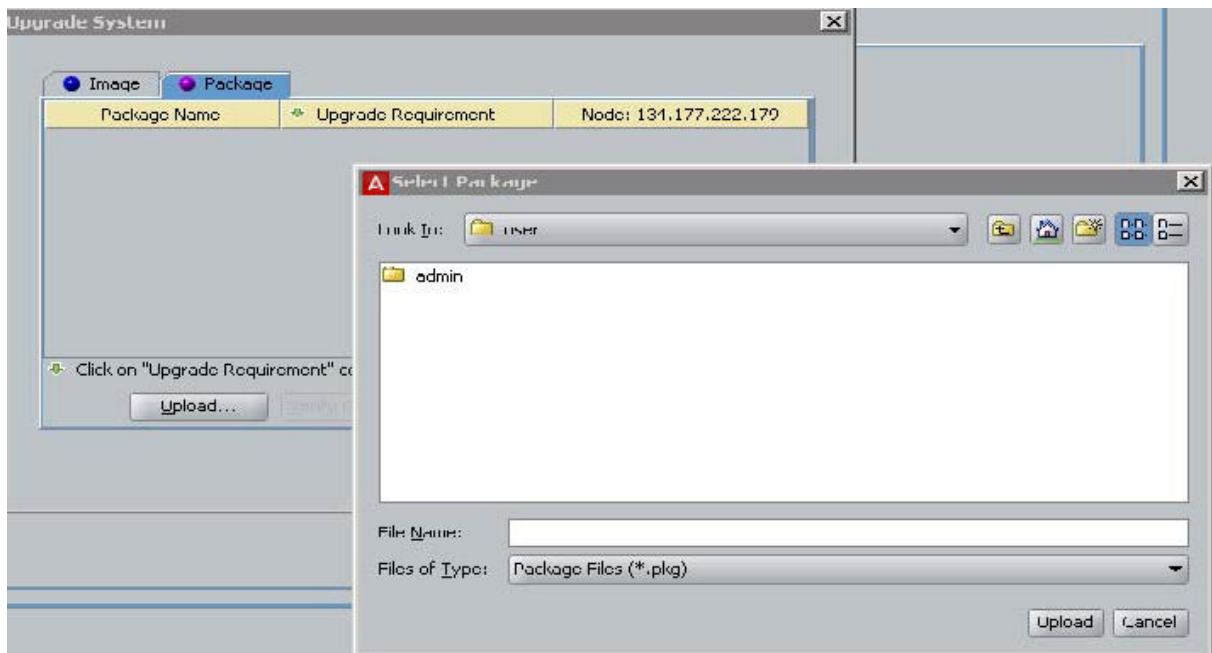 Upgrade System
Image
Package
Package Name
Upgrade Requirement
Node: 134.177.222.179
Click on "Upgrade Requirement"
Upload...
A Select Package
Look In:
user
admin
File Name:
Files of Type:
Package Files (*.pkg)
Upload
Cancel